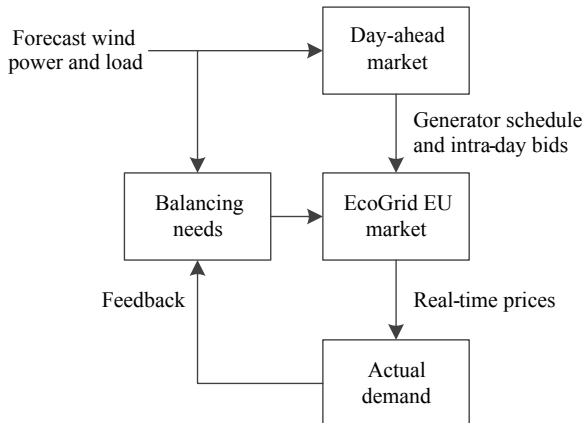 Forecast wind
power and load
Day-ahead
market
Generator schedule
and intra-day bids
Balancing
needs
EcoGrid EU
market
Feedback
Real-time prices
Actual
demand